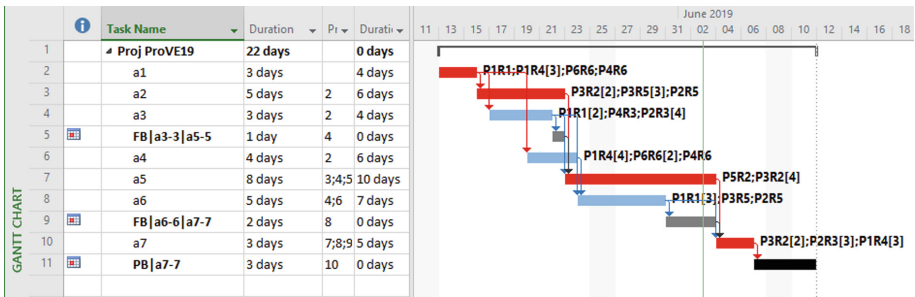 June 2019
Task Name Duration Pr Durati 11 13 15 17 19 21 23 25 27 29 31 02 04 06 08 10 12 14 16 18
1 Proj ProVE19 22 days 0 days
2 a1 3 days 4 days P1R1;P1R4[3];P6R6;P4R6
3 a2 5 days 2 6 days P3R2[2];P3R5[3];P2R5
4 a3 3 days 2 4 days P1R1[2];P4R3;P2R3[4]
5 FB|a3-3|a5-5 1 day 4 0 days
6 a4 4 days 2 6 days P1R4[4];P6R6[2];P4R6
7 a5 8 days 3;4;5 10 days P5R2;P3R2[4]
8 a6 5 days 4;6 7 days P1R1[3];P3R5;P2R5
9 FB|a6-6|a7-7 2 days 8 0 days
10 a7 3 days 7;8;9 5 days P3R2[2];P2R3[3];P1R4[3]
11 PB|a7-7 3 days 10 0 days
GANTT CHART